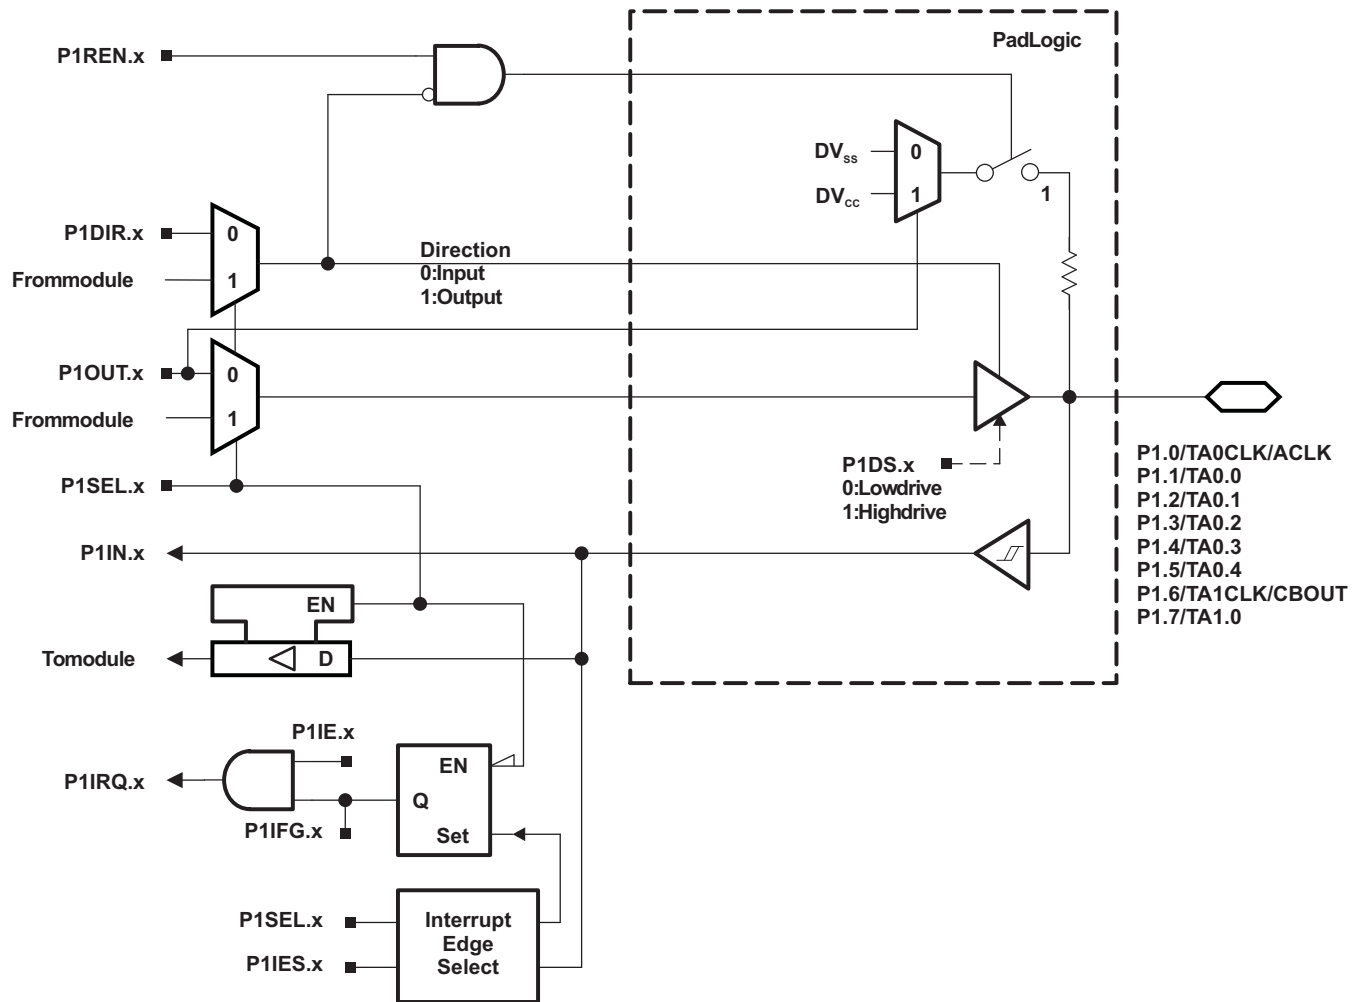 PadLogic
P1REN.x
DVss
0
DVcc
1
1
P1DIR.x
0
Frommodule
1
Direction
0:Input
1:Output
P1OUT.x
0
Frommodule
1
P1DS.x
0:Lowdrive
1:Highdrive
P1SEL.x
P1IN.x
P1.0/TA0CLK/ACLK
P1.1/TA0.0
P1.2/TA0.1
P1.3/TA0.2
P1.4/TA0.3
P1.5/TA0.4
P1.6/TA1CLK/CBOUT
P1.7/TA1.0
EN
Tomodule
D
P1IE.x
P1IRQ.x
EN
Q
P1IFG.x
Set
P1SEL.x
P1IES.x
Interrupt
Edge
Select